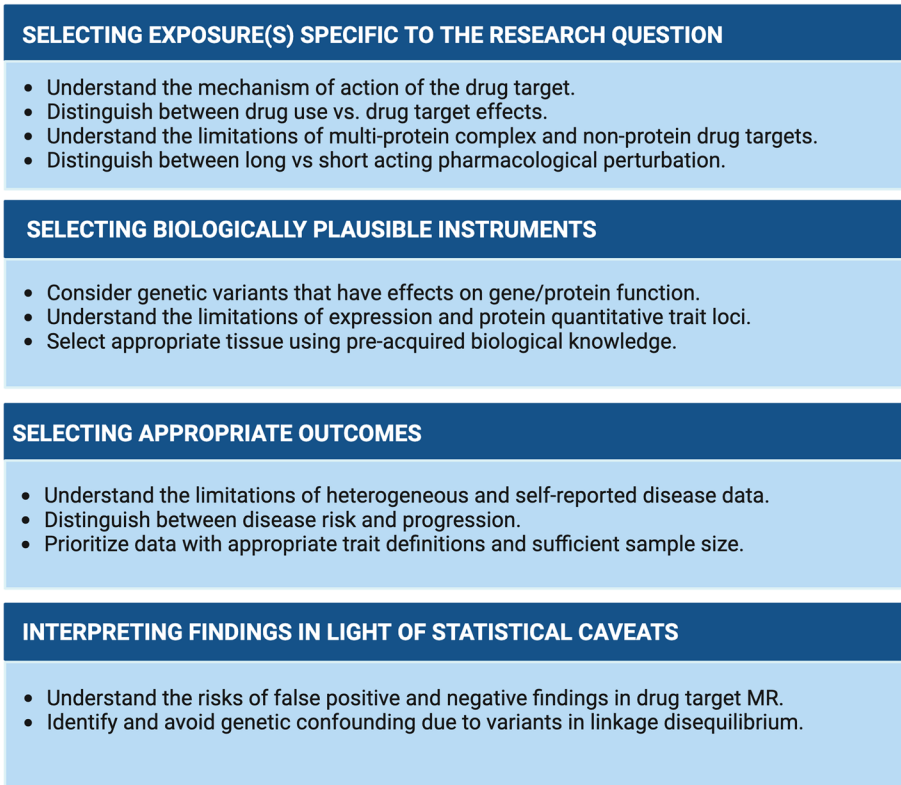 SELECTING EXPOSURE(S) SPECIFIC TO THE RESEARCH QUESTION
• Understand the mechanism of action of the drug target.
• Distinguish between drug use vs. drug target effects.
• Understand the limitations of multi-protein complex and non-protein drug targets.
• Distinguish between long vs short acting pharmacological perturbation.
SELECTING BIOLOGICALLY PLAUSIBLE INSTRUMENTS
• Consider genetic variants that have effects on gene/protein function.
• Understand the limitations of expression and protein quantitative trait loci.
• Select appropriate tissue using pre-acquired biological knowledge.
SELECTING APPROPRIATE OUTCOMES
• Understand the limitations of heterogeneous and self-reported disease data.
• Distinguish between disease risk and progression.
• Prioritize data with appropriate trait definitions and sufficient sample size.
INTERPRETING FINDINGS IN LIGHT OF STATISTICAL CAVEATS
• Understand the risks of false positive and negative findings in drug target MR.
• Identify and avoid genetic confounding due to variants in linkage disequilibrium.